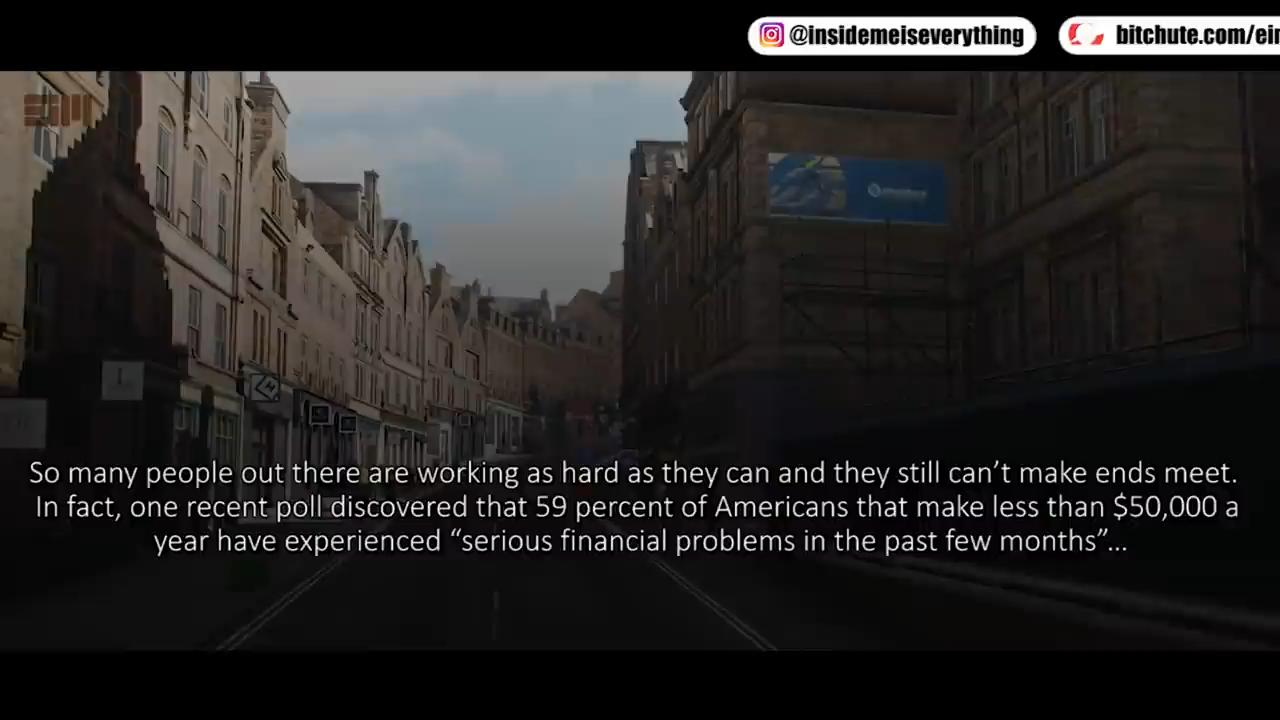 @insidemeiseverything
bitchute.com/ein
So many people out there are working as hard as they can and they still can’t make ends meet.
In fact, one recent poll discovered that 59 percent of Americans that make less than $50,000 a
year have experienced “serious financial problems in the past few months”...